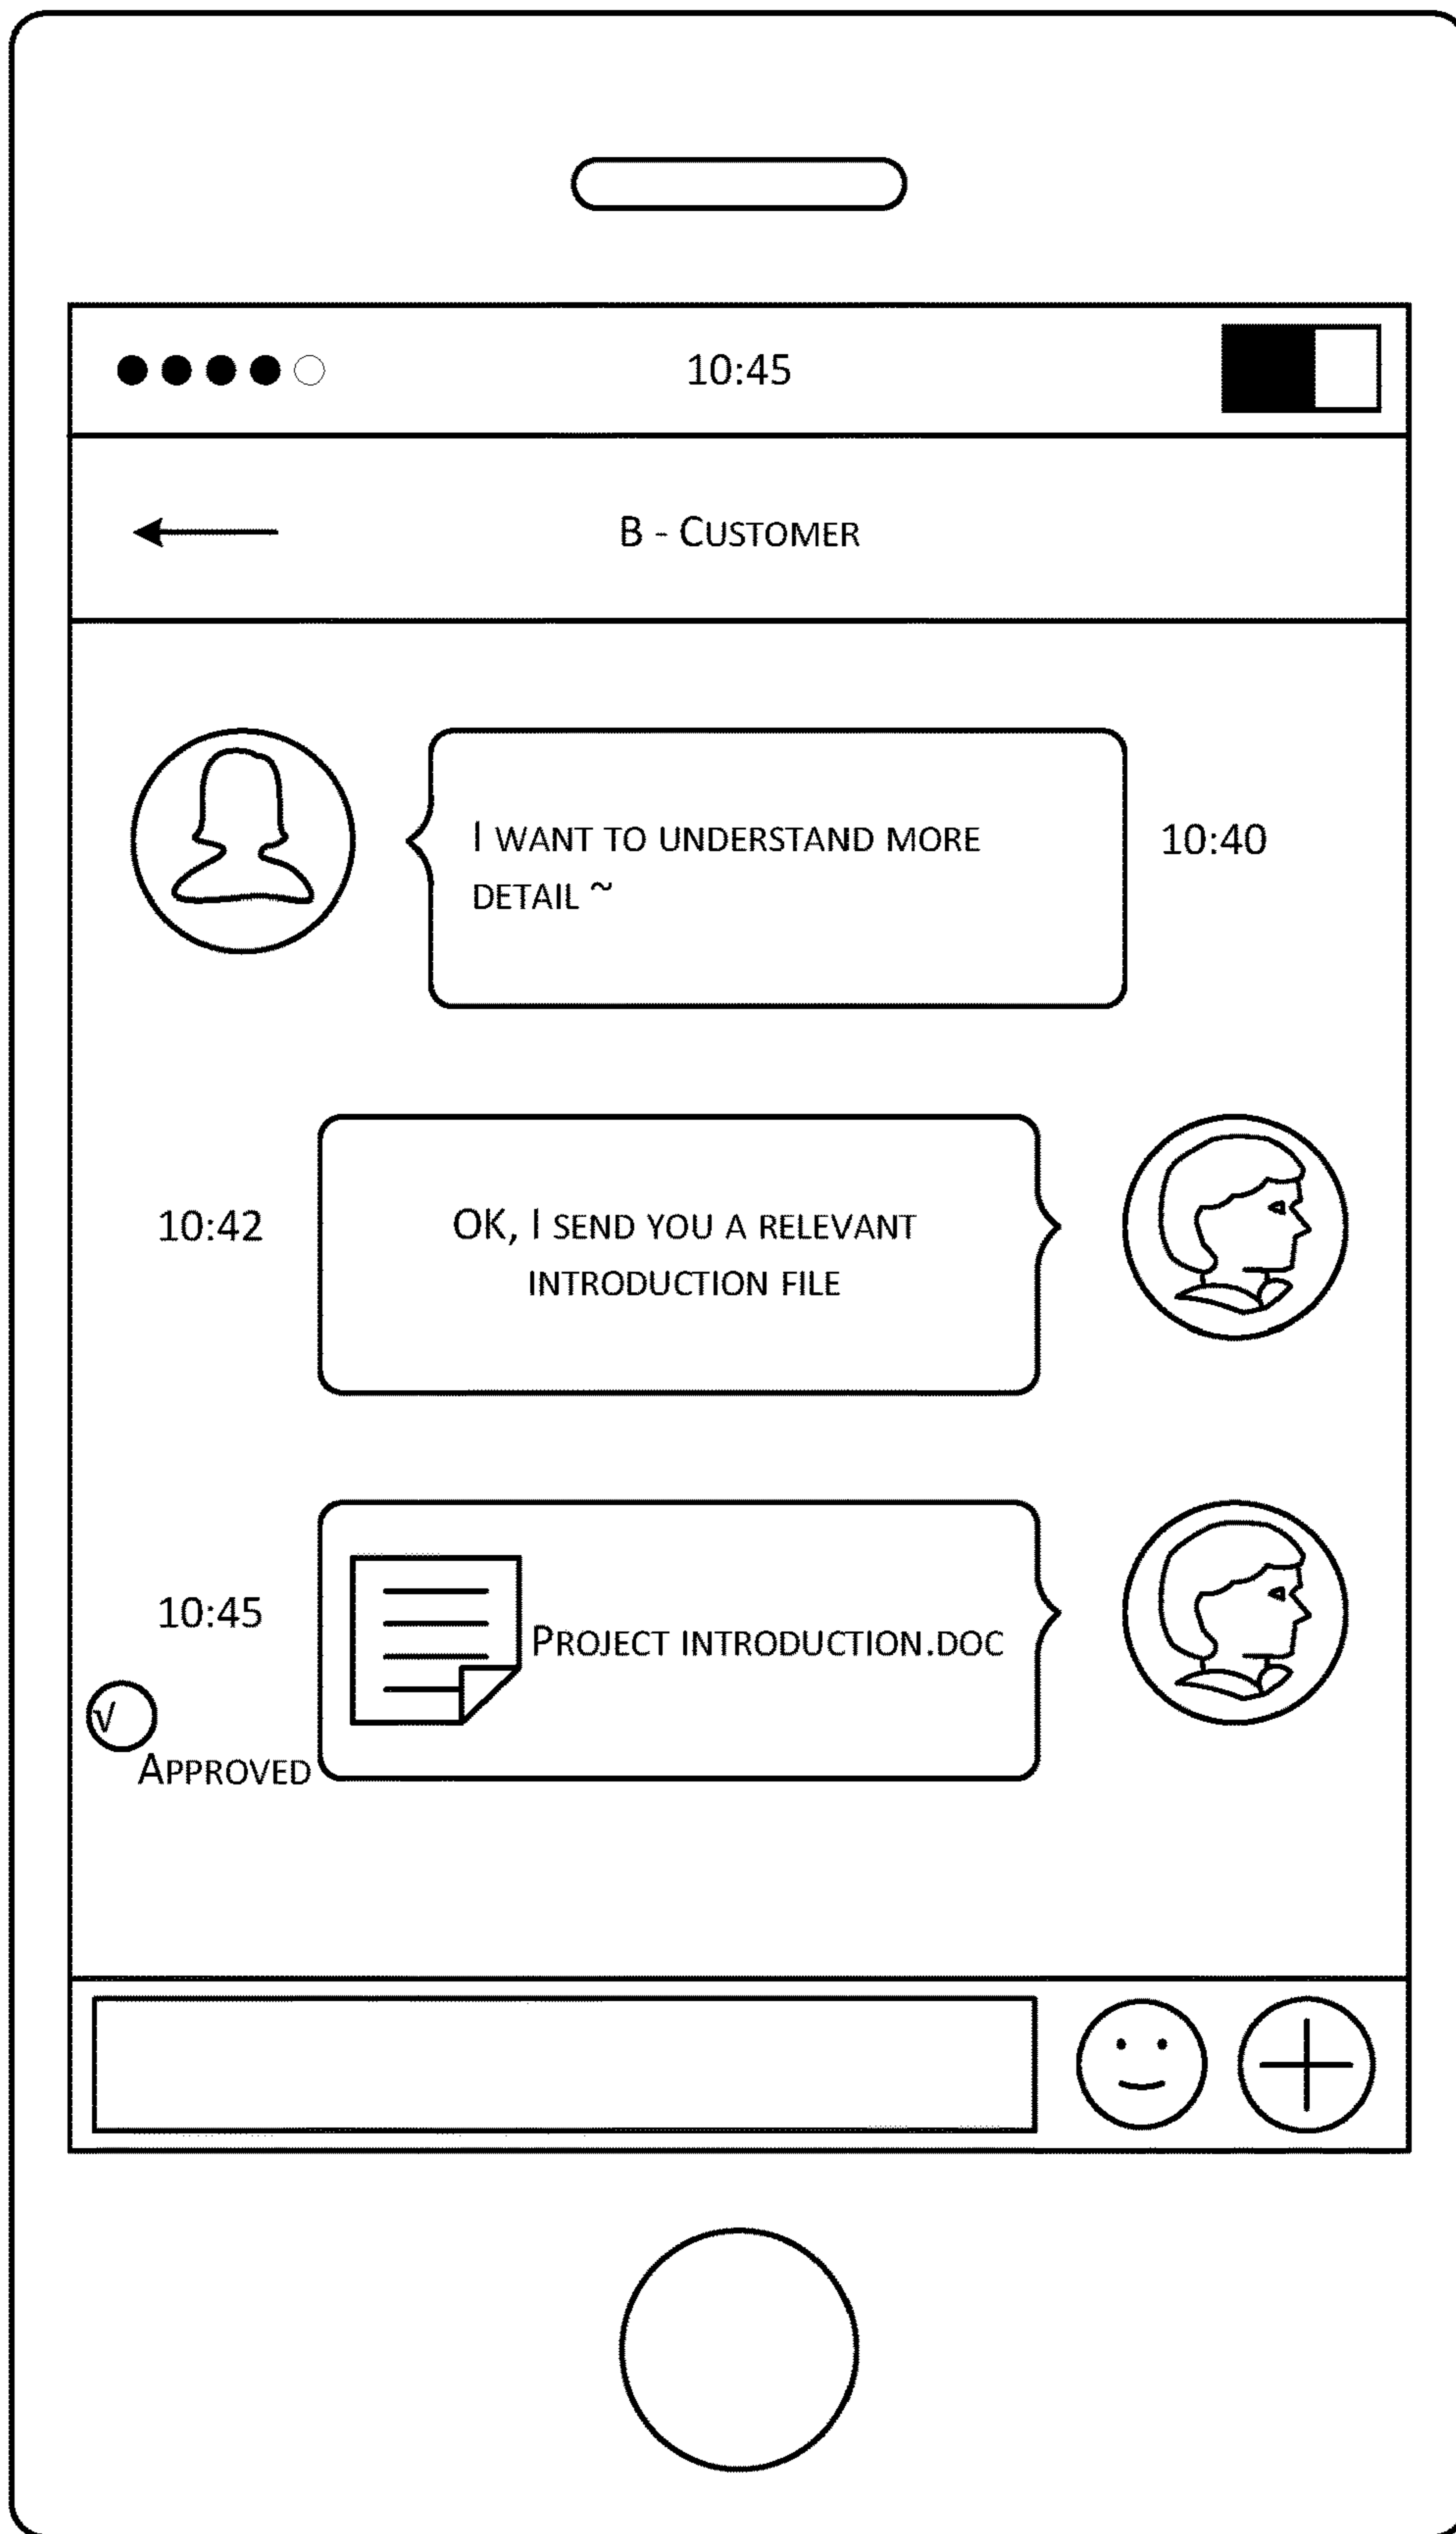 10:45
B - CUSTOMER
I WANT TO UNDERSTAND MORE
DETAIL ~
10:40
10:42
OK, I SEND YOU A RELEVANT
INTRODUCTION FILE
10:45
PROJECT INTRODUCTION.DOC
√
APPROVED